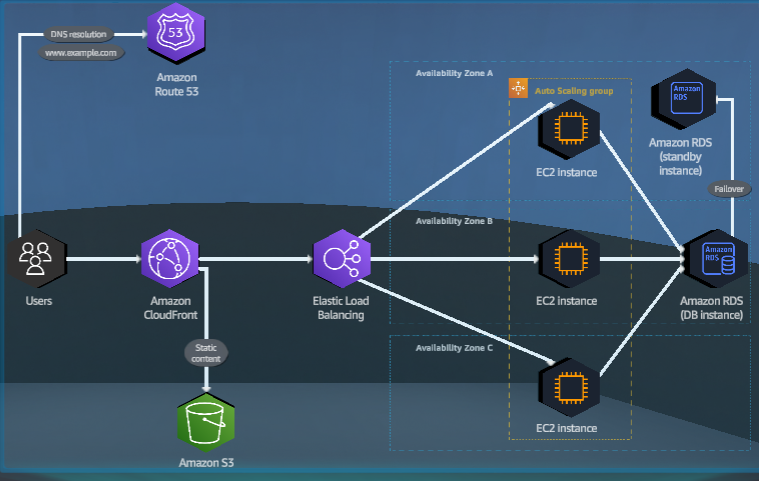 DNS resolution
www.example.com
53
Amazon
Route 53
Availability Zone A
Auto Scaling group
EC2 instance
Amazon
RDS
Amazon RDS
(standby
instance)
Failover
Availability Zone B
Users
Amazon
CloudFront
Elastic Load
Balancing
EC2 instance
Amazon
RDS
Amazon RDS
(DB instance)
Static
content
Availability Zone C
EC2 instance
Amazon S3